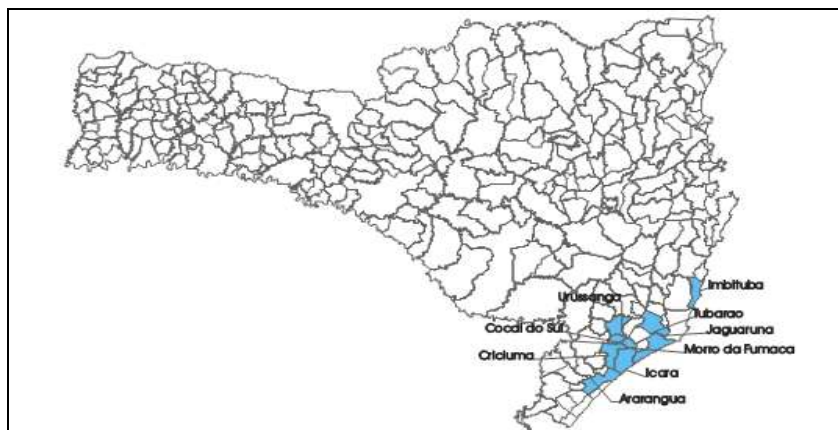 Imbituba
Urussanga
Tubarao
Cocal do Sul
Jaguaruna
Criciuma
Morro da Fumaca
Icara
Ararangua